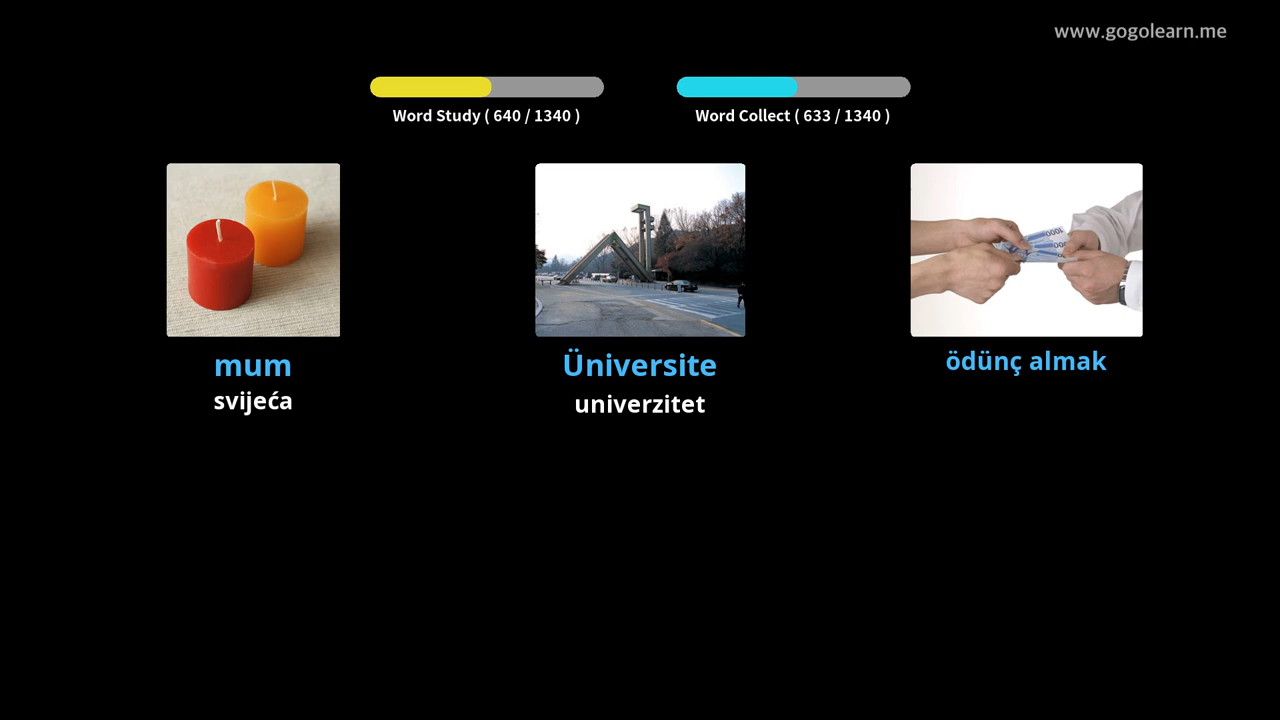 www.gogolearn.me
Word Study ( 640 / 1340 )
Word Collect ( 633 / 1340 )
mum
Üniversite
ödünç almak
svijeća
univerzitet